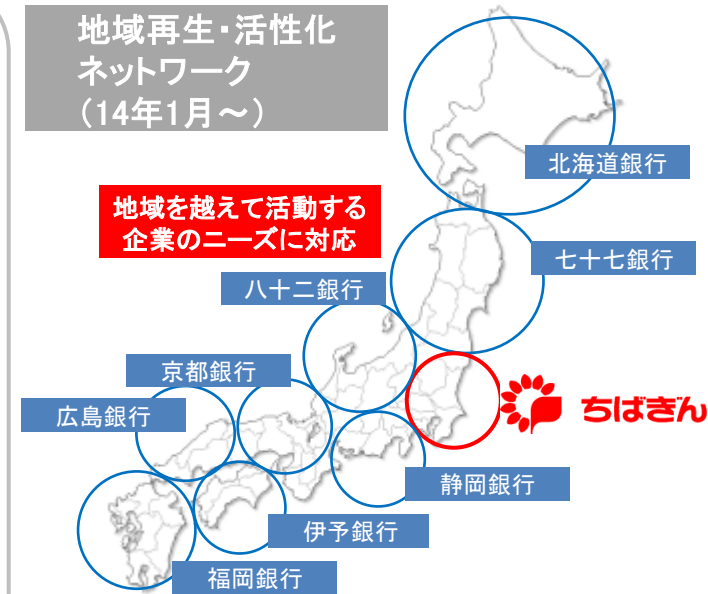 地域再生・活性化
ネットワーク
（14年1月～）
北海道銀行
地域を越えて活動する
企業のニーズに対応
七十七銀行
八十二銀行
京都銀行
ちばぎん
広島銀行
静岡銀行
伊予銀行
福岡銀行